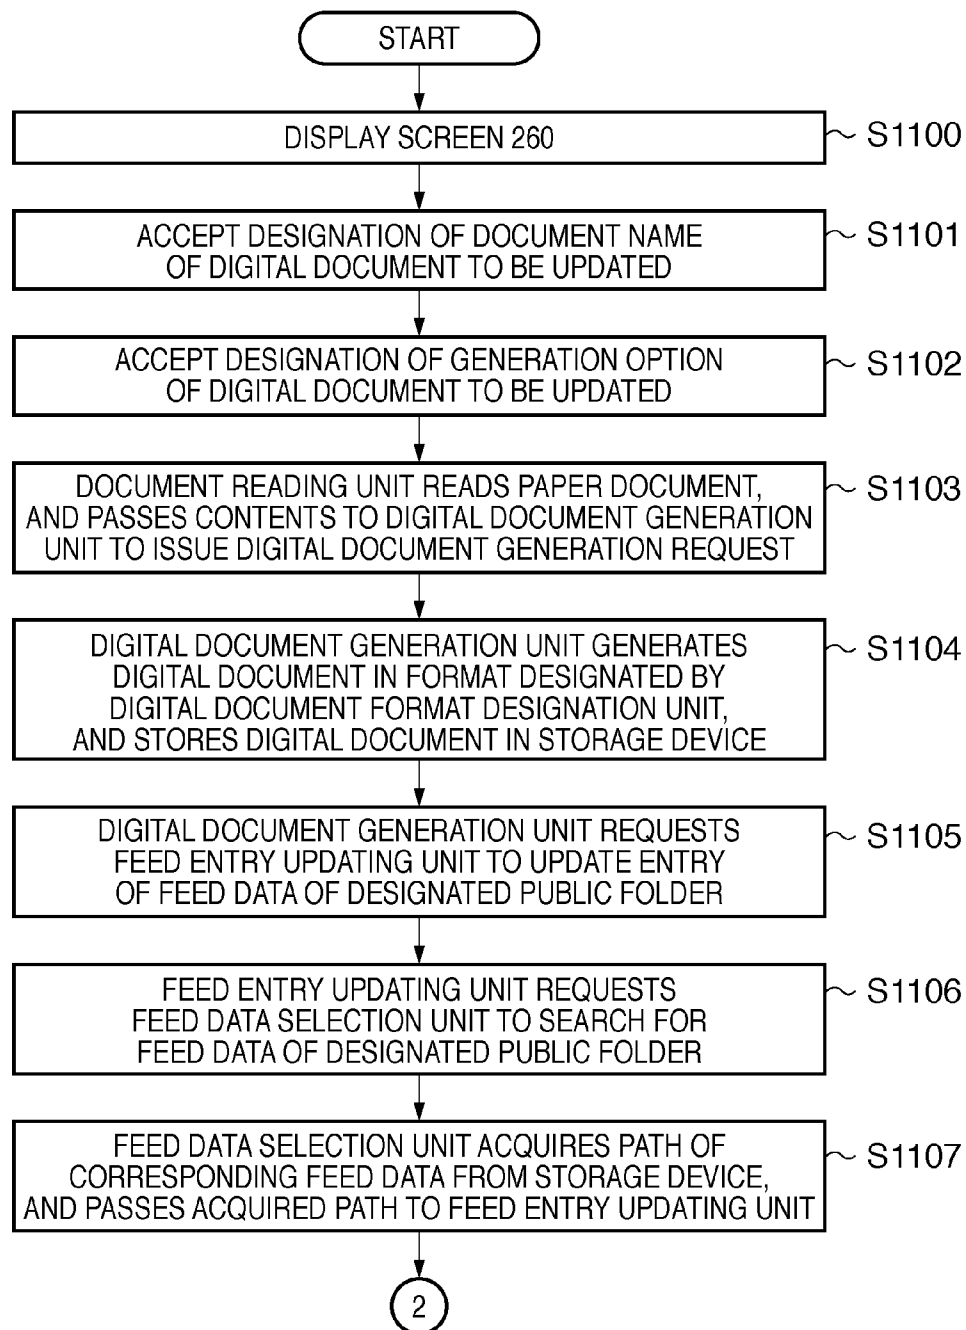 START
DISPLAY SCREEN 260
S1100
ACCEPT DESIGNATION OF DOCUMENT NAME
OF DIGITAL DOCUMENT TO BE UPDATED
S1101
ACCEPT DESIGNATION OF GENERATION OPTION
OF DIGITAL DOCUMENT TO BE UPDATED
S1102
DOCUMENT READING UNIT READS PAPER DOCUMENT,
AND PASSES CONTENTS TO DIGITAL DOCUMENT GENERATION
UNIT TO ISSUE DIGITAL DOCUMENT GENERATION REQUEST
S1103
DIGITAL DOCUMENT GENERATION UNIT GENERATES
DIGITAL DOCUMENT IN FORMAT DESIGNATED BY
DIGITAL DOCUMENT FORMAT DESIGNATION UNIT,
AND STORES DIGITAL DOCUMENT IN STORAGE DEVICE
S1104
DIGITAL DOCUMENT GENERATION UNIT REQUESTS
FEED ENTRY UPDATING UNIT TO UPDATE ENTRY
OF FEED DATA OF DESIGNATED PUBLIC FOLDER
S1105
FEED ENTRY UPDATING UNIT REQUESTS
FEED DATA SELECTION UNIT TO SEARCH FOR
FEED DATA OF DESIGNATED PUBLIC FOLDER
S1106
FEED DATA SELECTION UNIT ACQUIRES PATH OF
CORRESPONDING FEED DATA FROM STORAGE DEVICE,
AND PASSES ACQUIRED PATH TO FEED ENTRY UPDATING UNIT
S1107
2